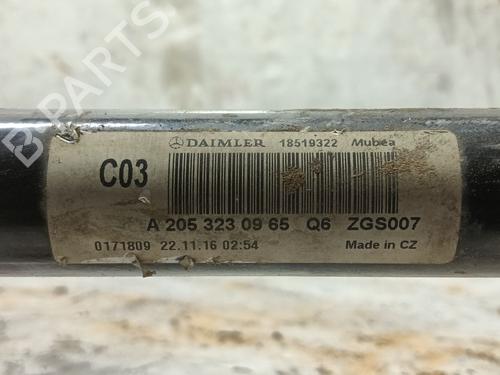 DAIMLER 18519322 Mubea
C03
A 205 323 09 65 Q6 ZGS007
0171809 22.11.16 02:54 Made in CZ
B-PARTS